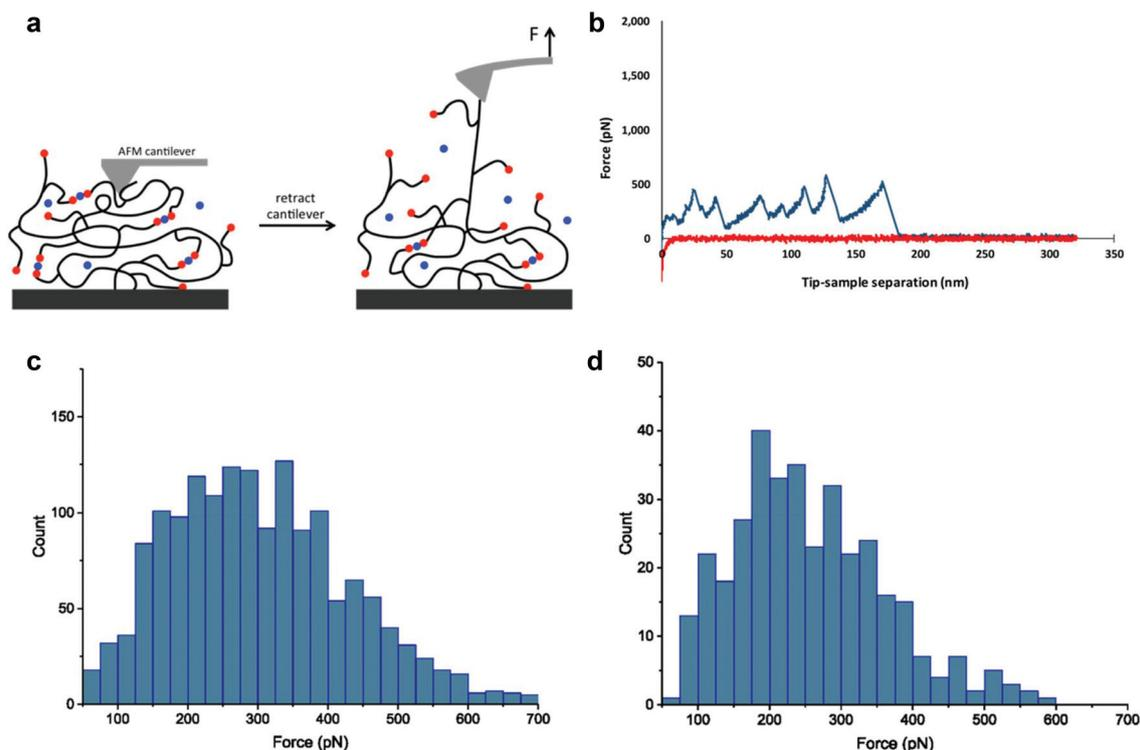 a
F
AFM cantilever
retract
cantilever
b
2,000
1,500
1,000
500
0
Force (pN)
0
50
100
150
200
250
300
350
Tip-sample separation (nm)
c
150
100
50
0
Count
100
200
300
400
500
600
700
Force (pN)
d
50
40
30
20
10
0
Count
100
200
300
400
500
600
700
Force (pN)